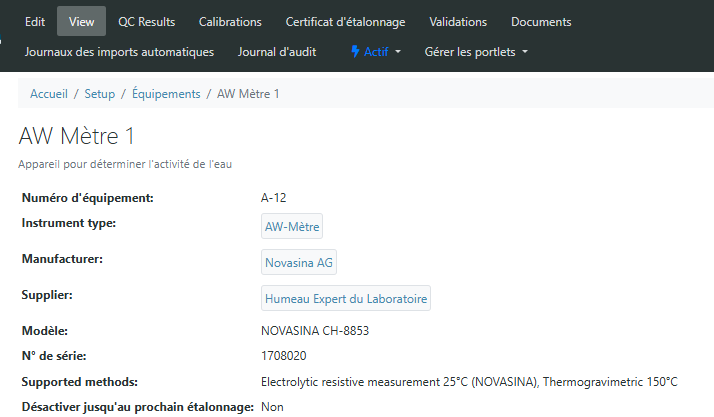 Edit View QC Results Calibrations Certificat d'étalonnage Validations Documents
Journaux des imports automatiques Journal d'audit Actif Gérer les portlets
Accueil / Setup / Équipements / AW Mètre 1
AW Mètre 1
Appareil pour déterminer l'activité de l'eau
Numéro d'équipement: A-12
Instrument type: AW-Mètre
Manufacturer: Novasina AG
Supplier: Humeau Expert du Laboratoire
Modèle: NOVASINA CH-8853
N° de série: 1708020
Supported methods: Electrolytic resistive measurement 25°C (NOVASINA), Thermogravimetric 150°C
Désactiver jusqu'au prochain étalonnage: Non